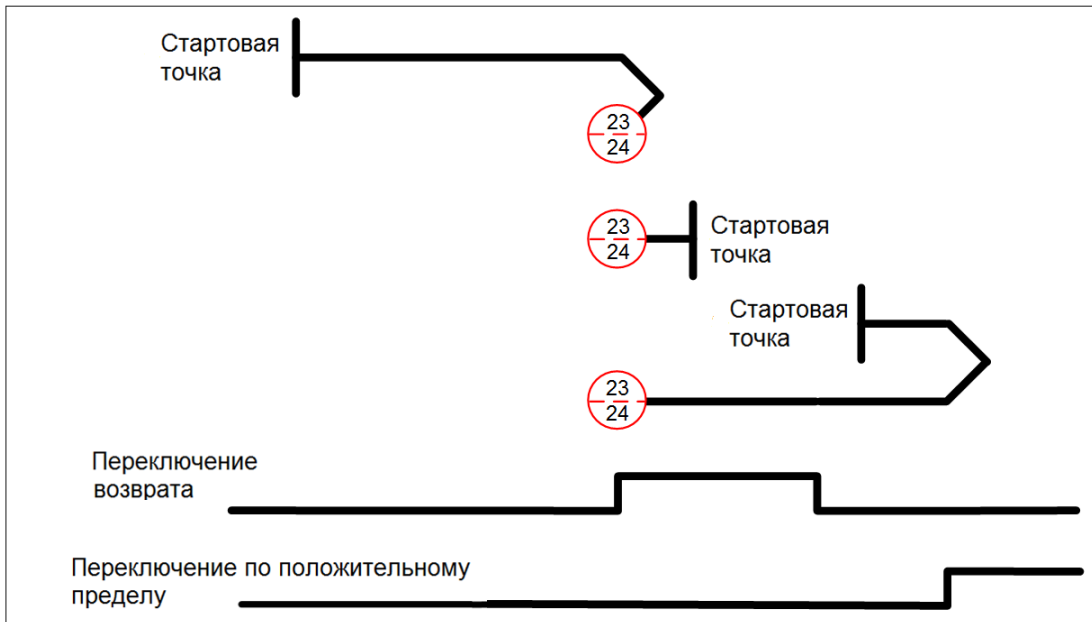 Стартовая
точка
23
24
23
24
Стартовая
точка
Стартовая
точка
23
24
Переключение
возврата
Переключение по положительному
пределу